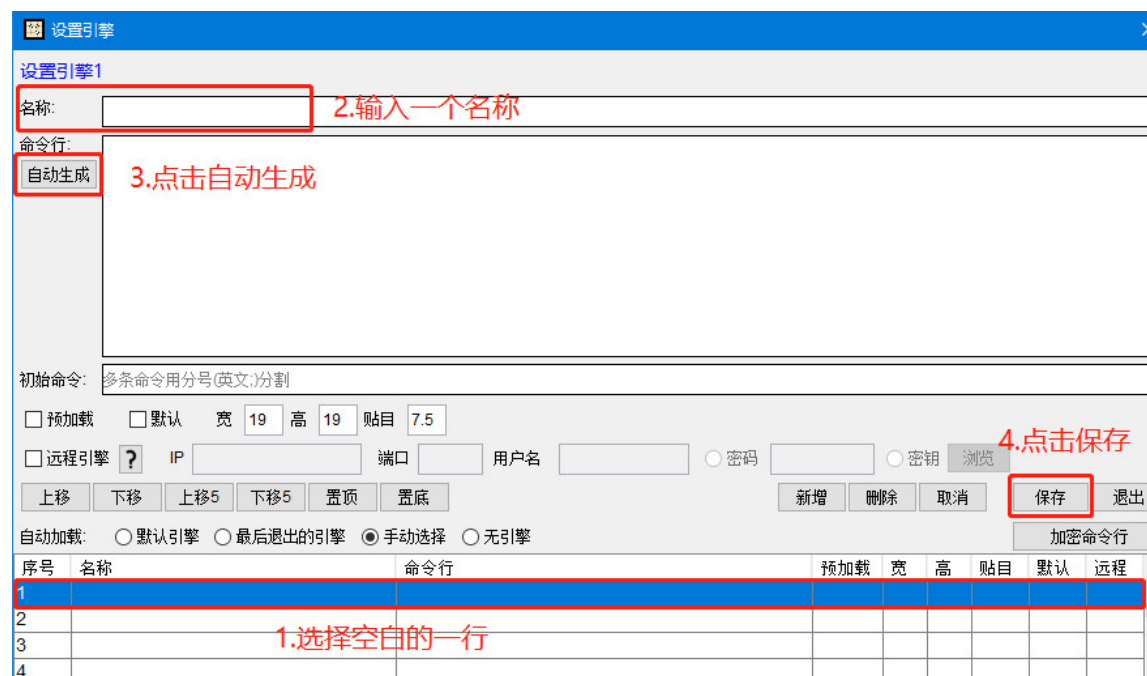 设置引擎
设置引擎1
名称:
2.输入一个名称
命令行:
自动生成
3.点击自动生成
初始命令: 多条命令用分号(英文;)分割
预加载 默认 宽 19 高 19 贴目 7.5
4.点击保存
远程引擎 ? IP 端口 用户名 密码 密钥 浏览
上移 下移 上移5 下移5 置顶 置底 新增 删除 取消 保存 退出
自动加载: 默认引擎 最后退出的引擎 手动选择 无引擎 加密命令行
序号 名称 命令行 预加载 宽 高 贴目 默认 远程
1
2
1.选择空白的一行
3
4